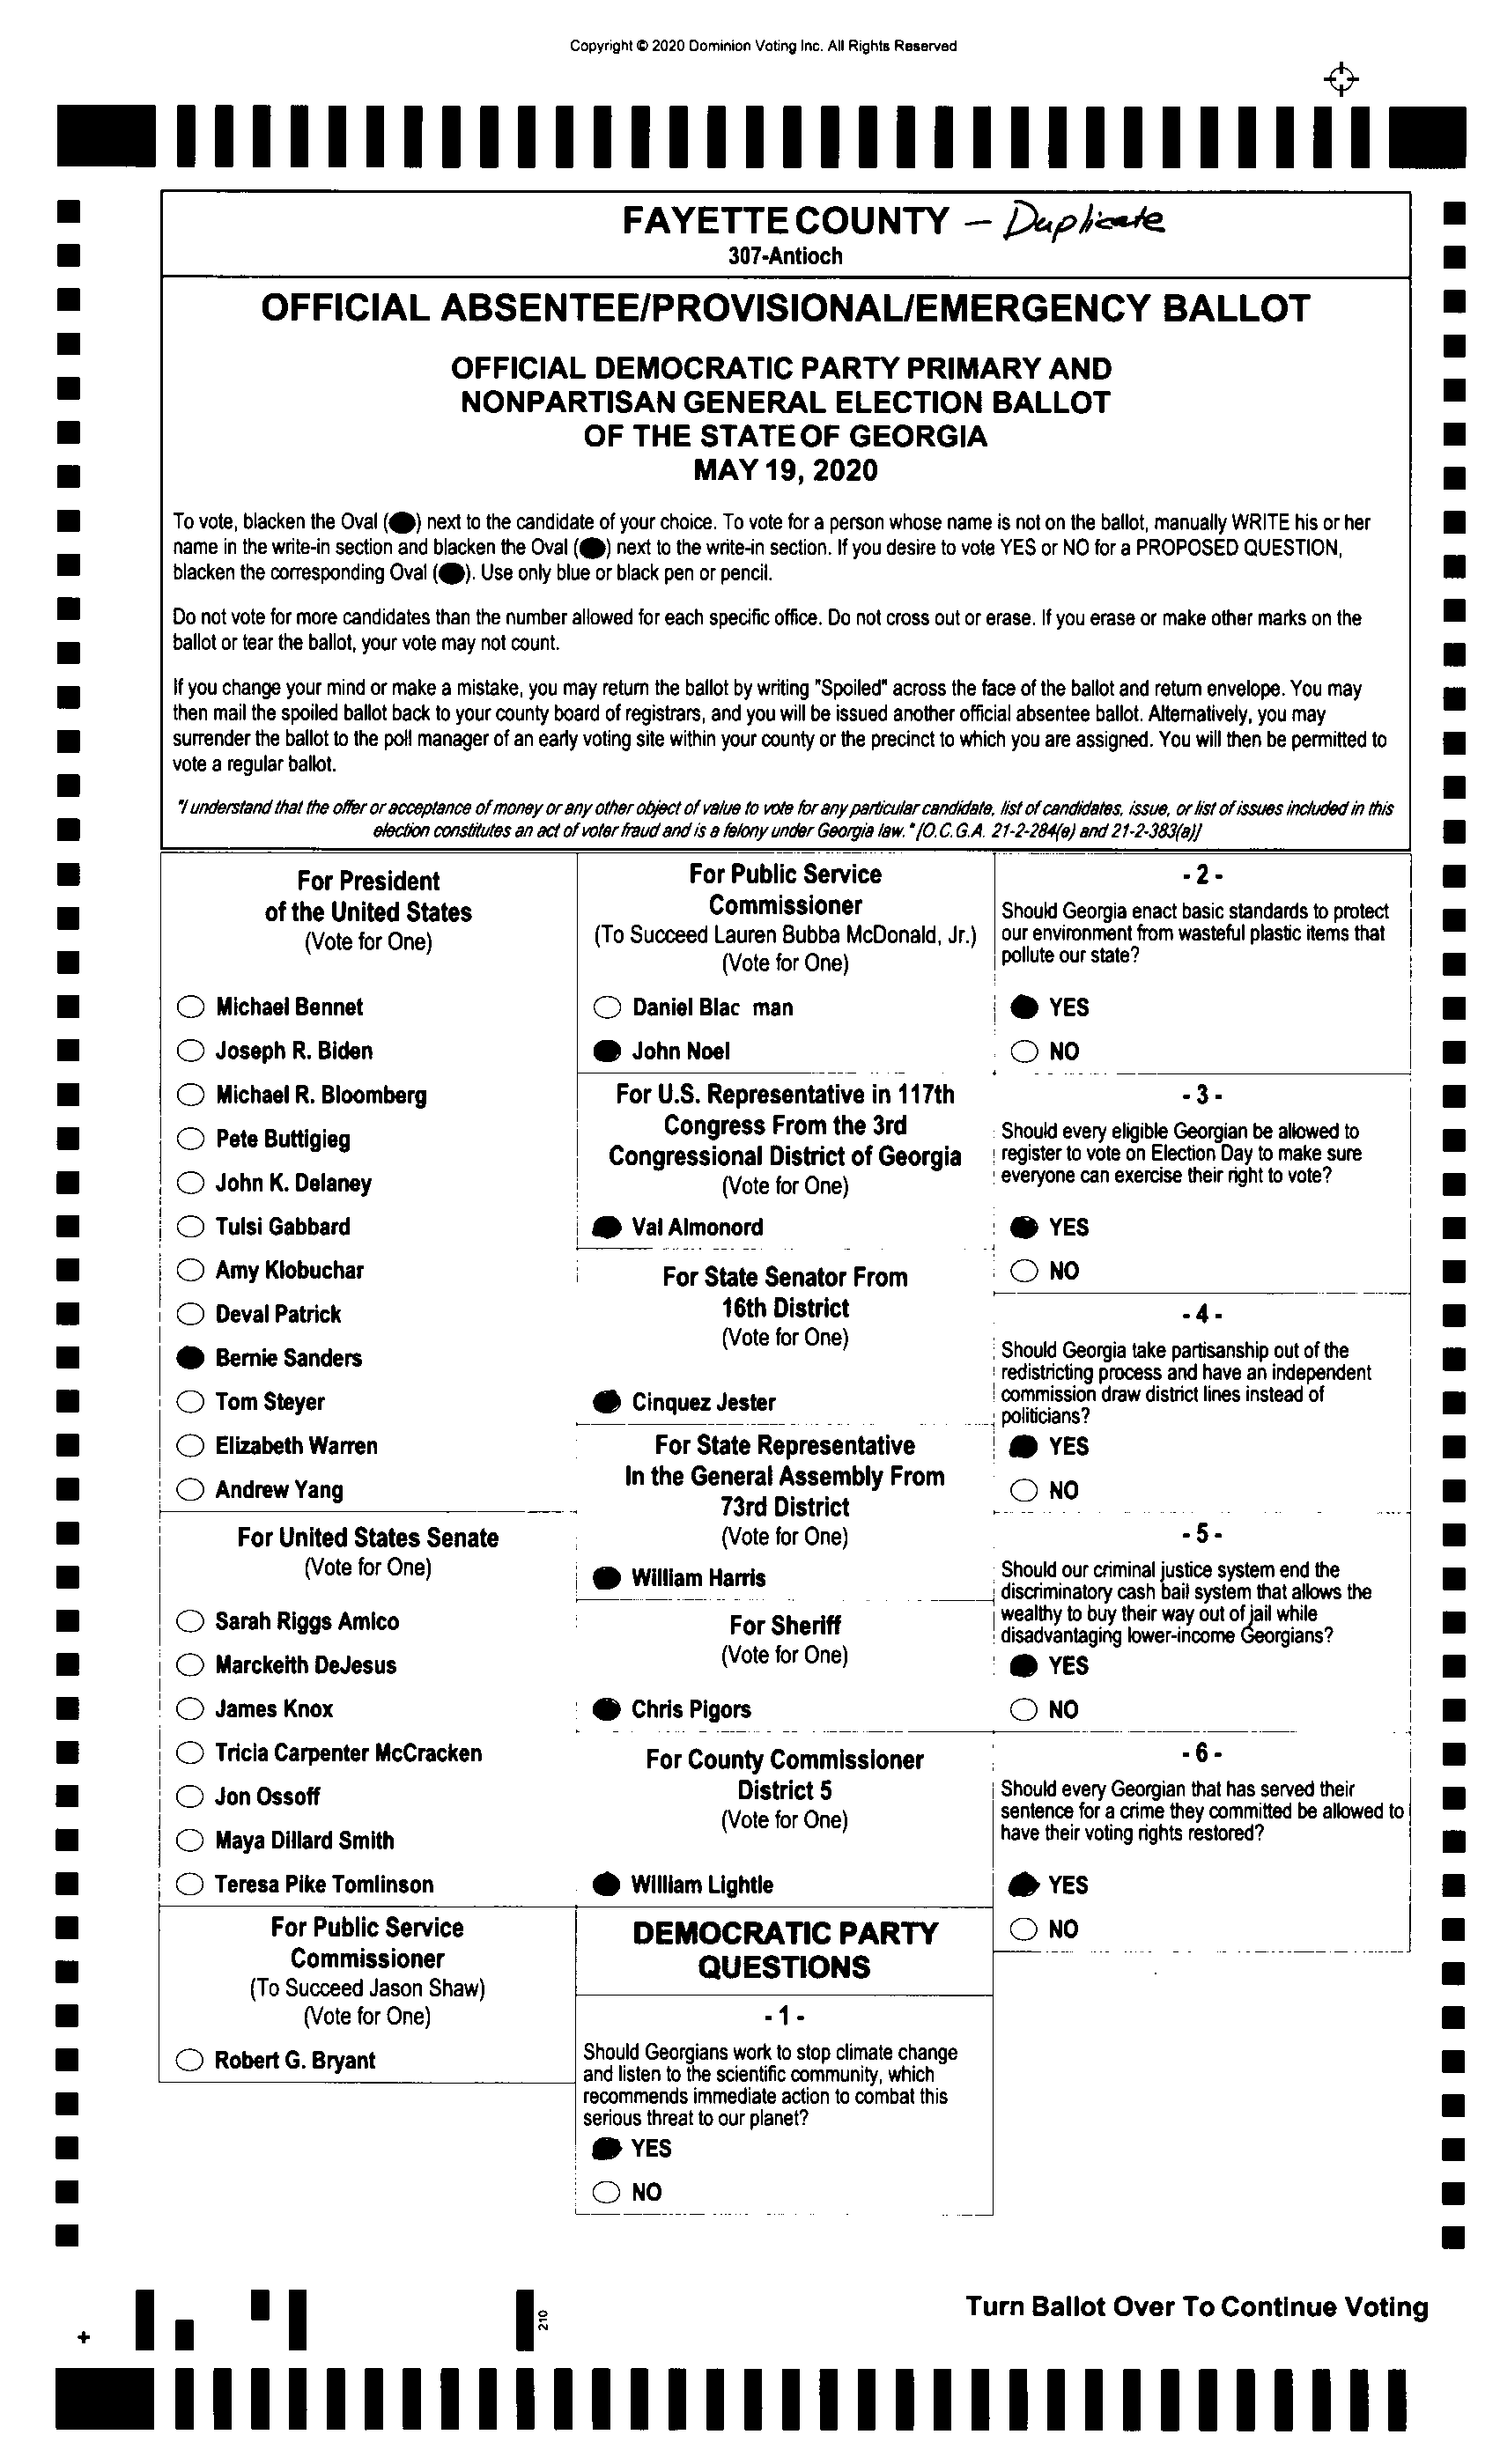 Copyright © 2020 Dominion Voting Inc. All Rights Reserved
FAYETTE COUNTY - Duplicate
307-Antioch
OFFICIAL ABSENTEE/PROVISIONAL/EMERGENCY BALLOT
OFFICIAL DEMOCRATIC PARTY PRIMARY AND
NONPARTISAN GENERAL ELECTION BALLOT
OF THE STATE OF GEORGIA
MAY 19, 2020
To vote, blacken the Oval ( ) next to the candidate of your choice. To vote for a person whose name is not on the ballot, manually WRITE his or her
name in the write-in section and blacken the Oval ( ) next to the write-in section. If you desire to vote YES or NO for a PROPOSED QUESTION,
blacken the corresponding Oval ( ). Use only blue or black pen or pencil.
Do not vote for more candidates than the number allowed for each specific office. Do not cross out or erase. If you erase or make other marks on the
ballot or tear the ballot, your vote may not count.
If you change your mind or make a mistake, you may return the ballot by writing "Spoiled" across the face of the ballot and return envelope. You may
then mail the spoiled ballot back to your county board of registrars, and you will be issued another official absentee ballot. Alternatively, you may
surrender the ballot to the poll manager of an early voting site within your county or the precinct to which you are assigned. You will then be permitted to
vote a regular ballot.
"I understand that the offer or acceptance of money or any other object of value to vote for any particular candidate, list of candidates, issue, or list of issues included in this
election constitutes an act of voter fraud and is a felony under Georgia law." [O.C.G.A. 21-2-284(e) and 21-2-383(a)]
For President
of the United States
(Vote for One)
Michael Bennet
Joseph R. Biden
Michael R. Bloomberg
Pete Buttigieg
John K. Delaney
Tulsi Gabbard
Amy Klobuchar
Deval Patrick
Bernie Sanders
Tom Steyer
Elizabeth Warren
Andrew Yang
For United States Senate
(Vote for One)
Sarah Riggs Amico
Marckeith DeJesus
James Knox
Tricia Carpenter McCracken
Jon Ossoff
Maya Dillard Smith
Teresa Pike Tomlinson
For Public Service
Commissioner
(To Succeed Jason Shaw)
(Vote for One)
Robert G. Bryant
For Public Service
Commissioner
(To Succeed Lauren Bubba McDonald, Jr.)
(Vote for One)
Daniel Blac man
John Noel
For U.S. Representative in 117th
Congress From the 3rd
Congressional District of Georgia
(Vote for One)
Val Almonord
For State Senator From
16th District
(Vote for One)
Cinquez Jester
For State Representative
In the General Assembly From
73rd District
(Vote for One)
William Harris
For Sheriff
(Vote for One)
Chris Pigors
For County Commissioner
District 5
(Vote for One)
William Lightle
DEMOCRATIC PARTY
QUESTIONS
- 1 -
Should Georgians work to stop climate change
and listen to the scientific community, which
recommends immediate action to combat this
serious threat to our planet?
YES
NO
- 2 -
Should Georgia enact basic standards to protect
our environment from wasteful plastic items that
pollute our state?
YES
NO
- 3 -
Should every eligible Georgian be allowed to
register to vote on Election Day to make sure
everyone can exercise their right to vote?
YES
NO
- 4 -
Should Georgia take partisanship out of the
redistricting process and have an independent
commission draw district lines instead of
politicians?
YES
NO
- 5 -
Should our criminal justice system end the
discriminatory cash bail system that allows the
wealthy to buy their way out of jail while
disadvantaging lower-income Georgians?
YES
NO
- 6 -
Should every Georgian that has served their
sentence for a crime they committed be allowed to
have their voting rights restored?
YES
NO
Turn Ballot Over To Continue Voting
210